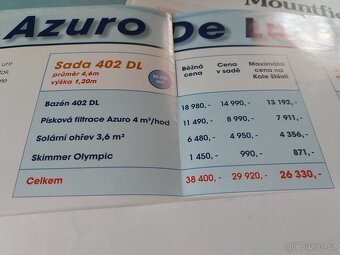 Mountfi
Azuro De Lu
Sada 402 DL
průměr 4,6m
výška 1,20m
Běžná cena
Cena v sadě
Maximální cena na Kole štěstí
Bazén 402 DL 18 980.- 14 990,- 13 192,-
Písková filtrace Azuro 4 m³/hod 11 490,- 8 990,- 7 911,-
Solární ohřev 3,6 m² 6 480,- 4 950,- 4 356,-
Skimmer Olympic 1 450,- 990,- 871,-
Celkem 38 400,- 29 920,- 26 330,-